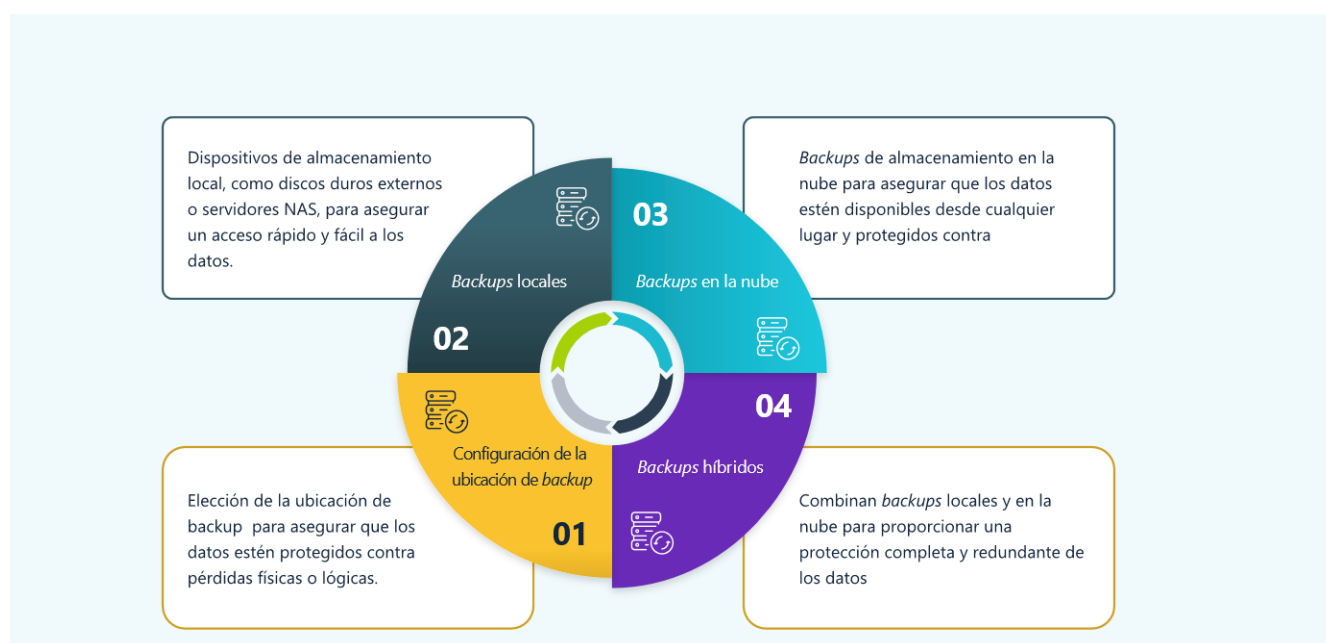 Dispositivos de almacenamiento
local, como discos duros externos
o servidores NAS, para asegurar
un acceso rápido y fácil a los
datos.
Backups locales
02
03
Backups en la nube
Backups de almacenamiento en la
nube para asegurar que los datos
estén disponibles desde cualquier
lugar y protegidos contra
Elección de la ubicación de
backup  para asegurar que los
datos estén protegidos contra
pérdidas físicas o lógicas.
Configuración de la
ubicación de backup
01
04
Backups híbridos
Combinan backups locales y en la
nube para proporcionar una
protección completa y redundante de
los datos